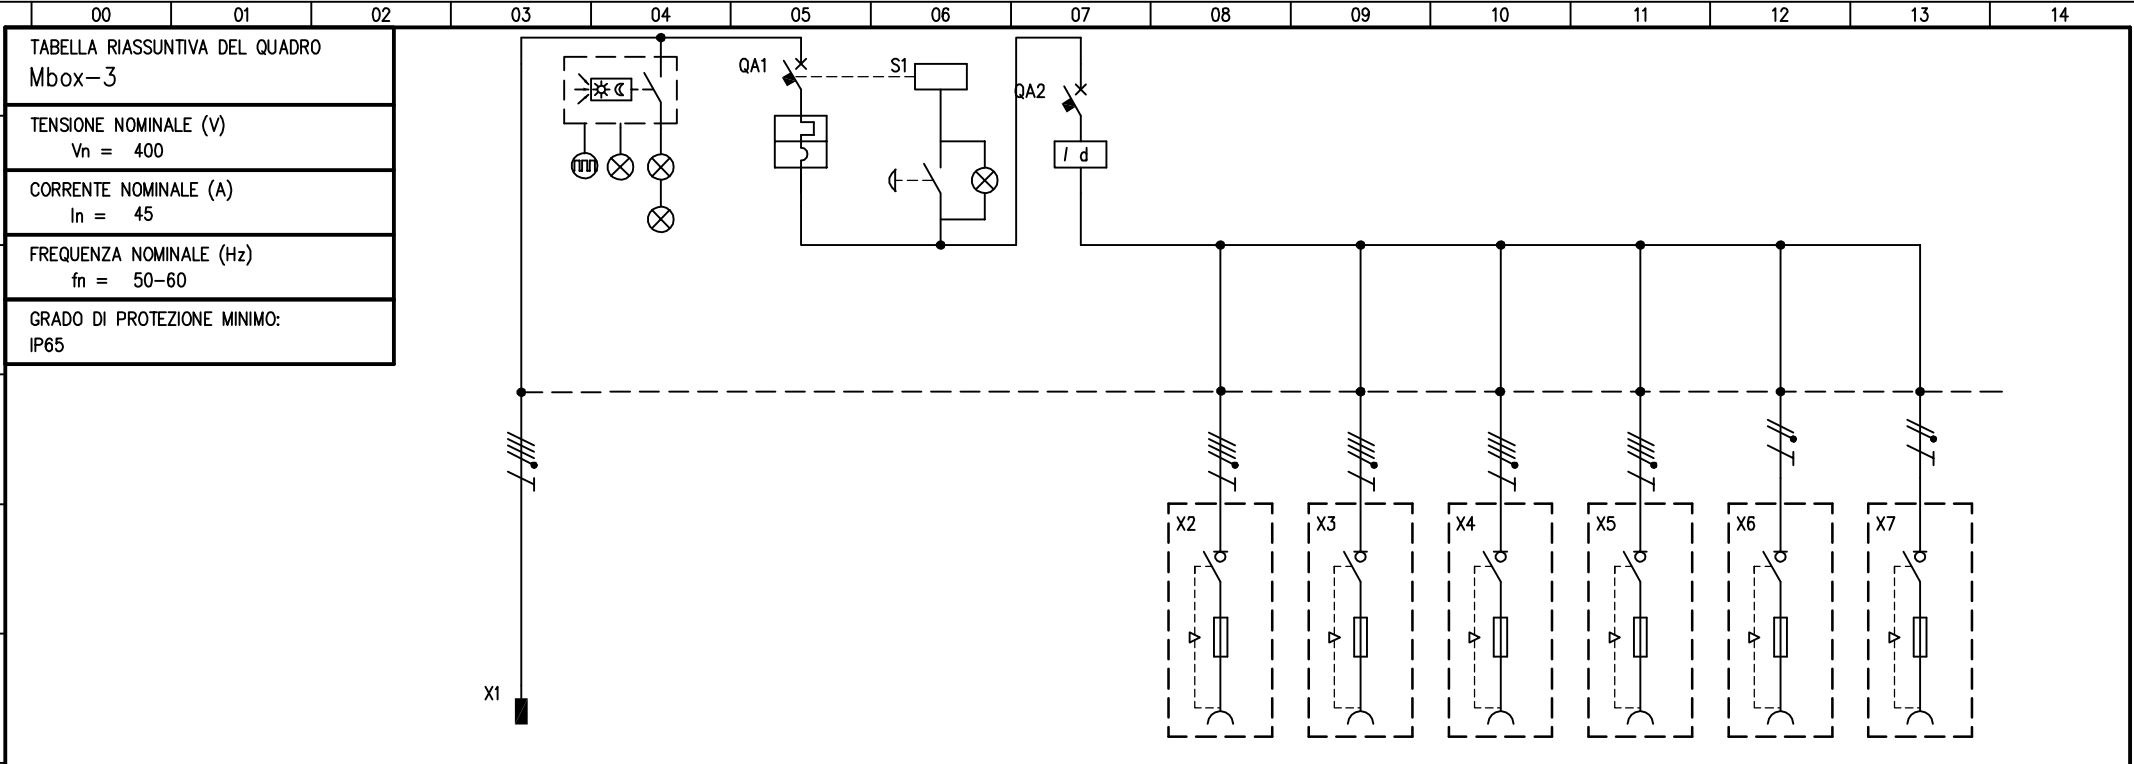 00 01 02 03 04 05 06 07 08 09 10 11 12 13 14
TABELLA RIASSUNTIVA DEL QUADRO
Mbox-3
TENSIONE NOMINALE (V)
Vn = 400
CORRENTE NOMINALE (A)
In = 45
FREQUENZA NOMINALE (Hz)
fn = 50-60
GRADO DI PROTEZIONE MINIMO:
IP65
QA1 S1
QA2
I d
X2 X3 X4 X5 X6 X7
X1